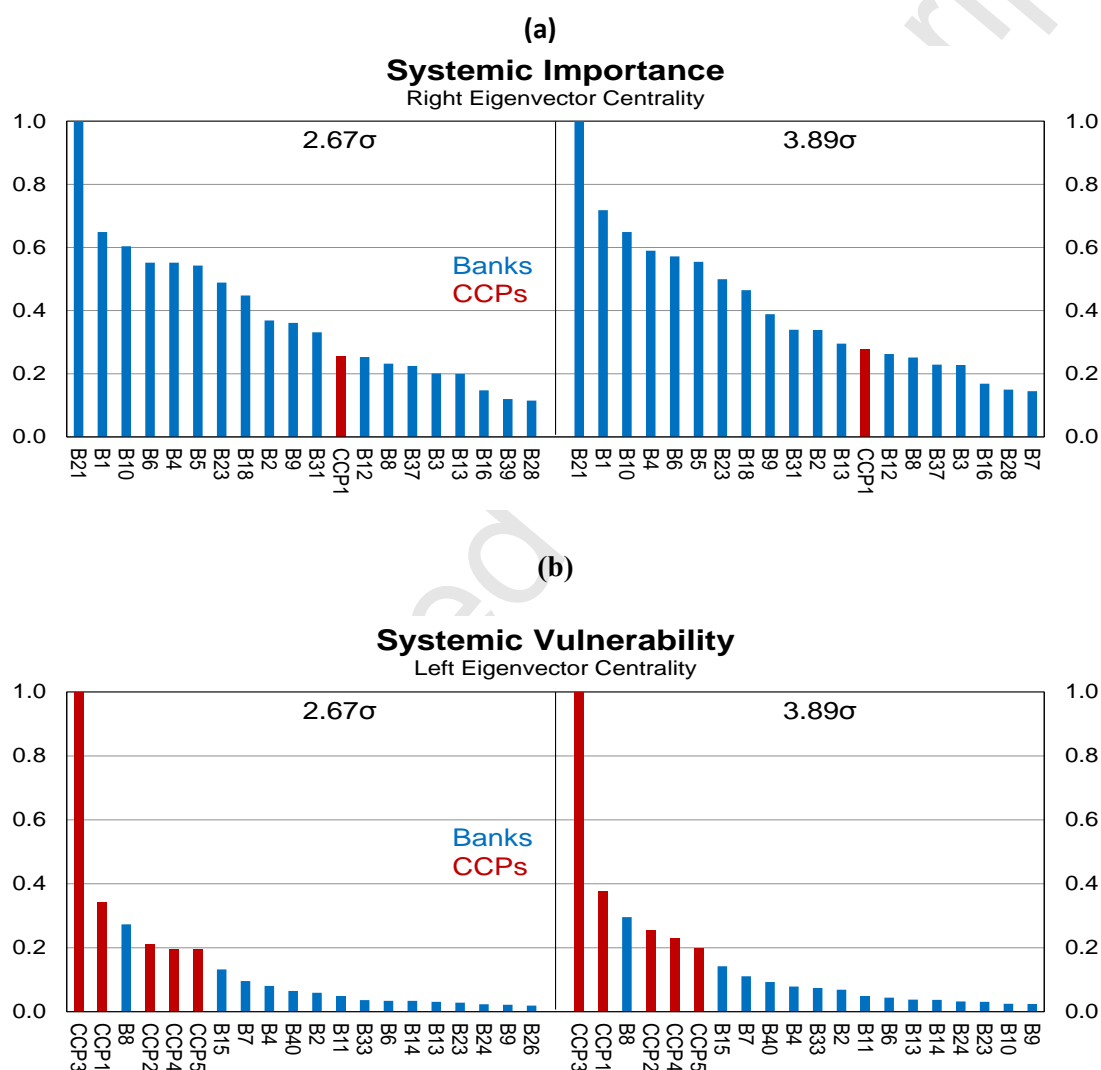 (a)
Systemic Importance
Right Eigenvector Centrality
1.0 2.67σ 3.89σ 1.0
0.8 0.8
0.6 0.6
Banks
CCPs
0.4 0.4
0.2 0.2
0.0 0.0
B21 B1 B10 B6 B4 B5 B23 B18 B2 B9 B31 CCP1 B12 B8 B37 B3 B13 B16 B39 B28 B21 B1 B10 B4 B6 B5 B23 B18 B9 B31 B2 B13 CCP1 B12 B8 B37 B3 B16 B28 B7
(b)
Systemic Vulnerability
Left Eigenvector Centrality
1.0 2.67σ 3.89σ 1.0
0.8 0.8
0.6 0.6
Banks
CCPs
0.4 0.4
0.2 0.2
0.0 0.0
CCP3 CCP1 B8 CCP2 CCP4 CCP5 B15 B7 B4 B40 B2 B11 B33 B6 B14 B13 B23 B24 B9 B26 CCP3 CCP1 B8 CCP2 CCP4 CCP5 B15 B7 B40 B4 B33 B2 B11 B6 B13 B14 B24 B23 B10 B9